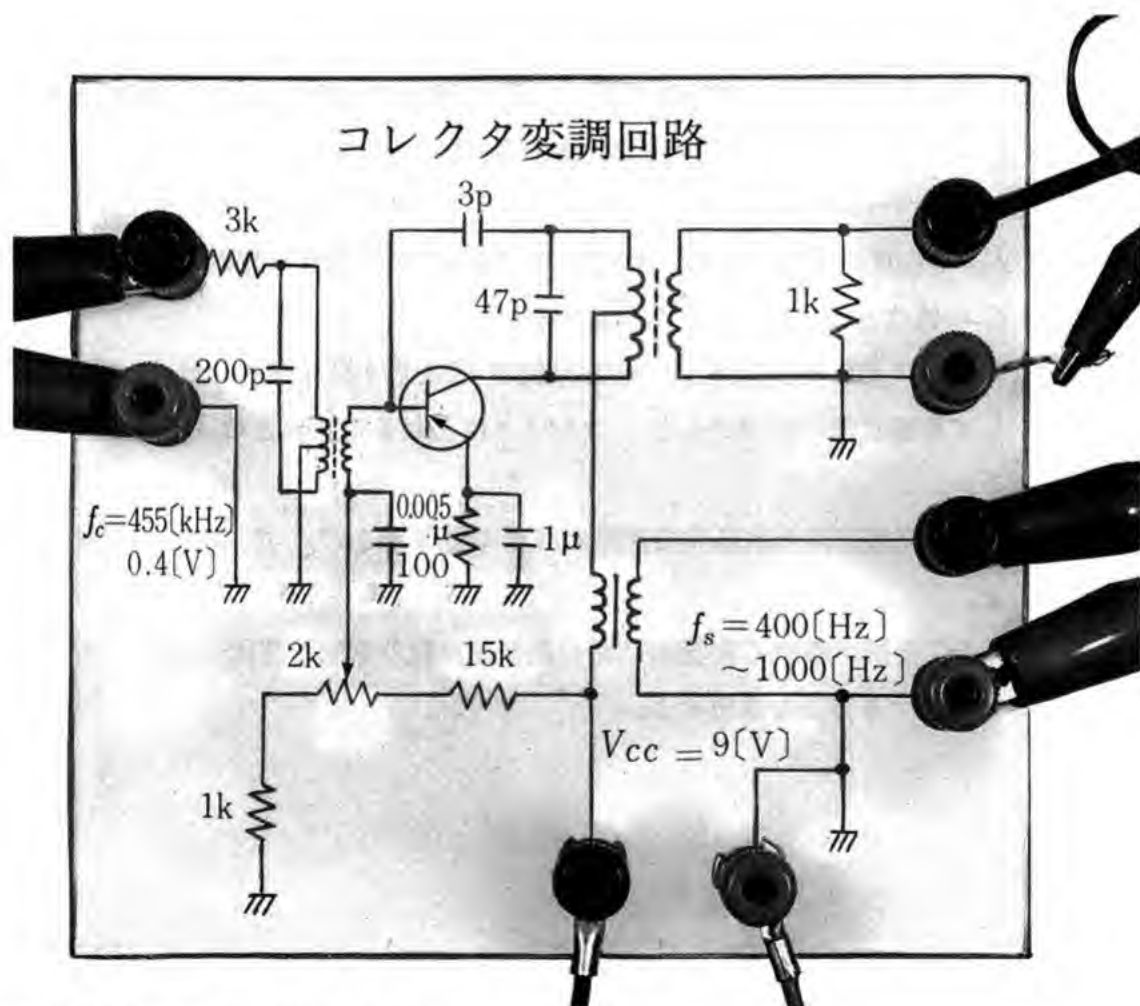 コレクタ変調回路
3p
3k
47p
1k
200p
0.005
μ
100
1μ
fc=455[kHz]
0.4[V]
fs=400[Hz]
~1000[Hz]
2k
15k
VCC=9[V]
1k